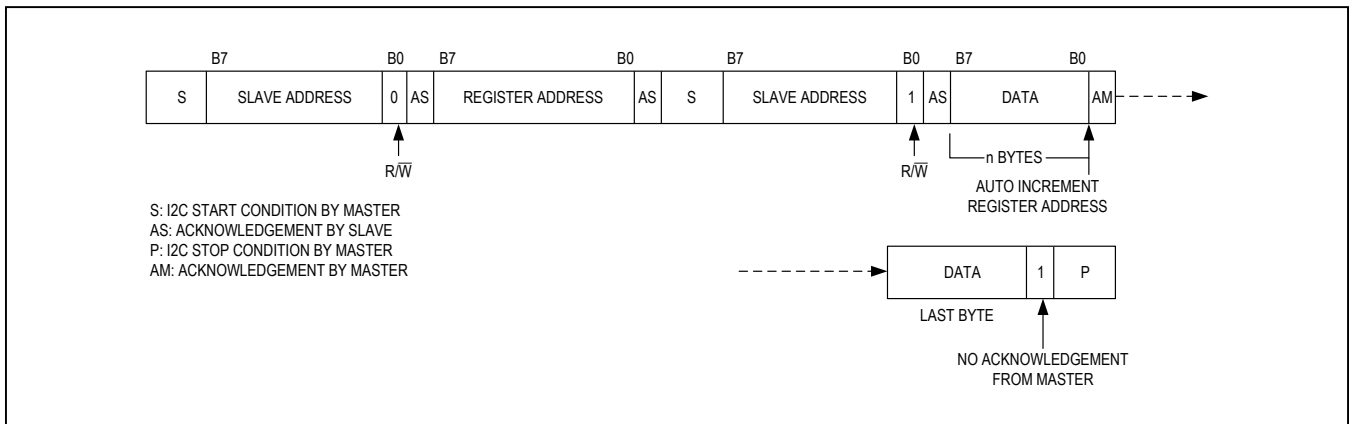 B7 B0 B7 B0 B7 B0 B7 B0
S SLAVE ADDRESS 0 AS REGISTER ADDRESS AS S SLAVE ADDRESS 1 AS DATA AM
R/W̅ R/W̅ n BYTES
AUTO INCREMENT
REGISTER ADDRESS
S: I2C START CONDITION BY MASTER
AS: ACKNOWLEDGEMENT BY SLAVE
P: I2C STOP CONDITION BY MASTER
AM: ACKNOWLEDGEMENT BY MASTER
DATA 1 P
LAST BYTE
NO ACKNOWLEDGEMENT
FROM MASTER